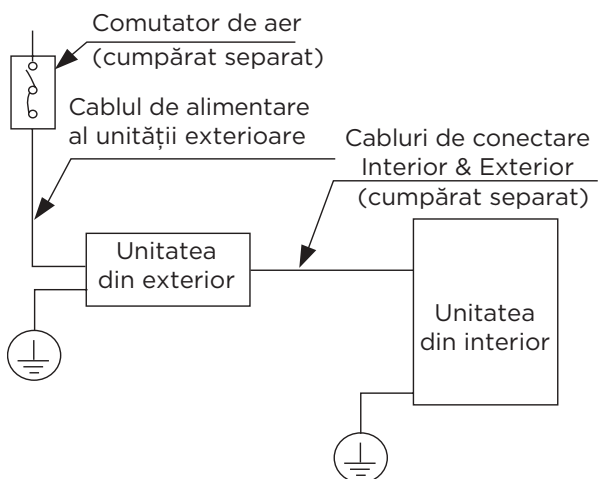 Comutator de aer
(cumpărat separat)
Cablul de alimentare
al unității exterioare
Cabluri de conectare
Interior & Exterior
(cumpărat separat)
Unitatea
din exterior
Unitatea
din interior